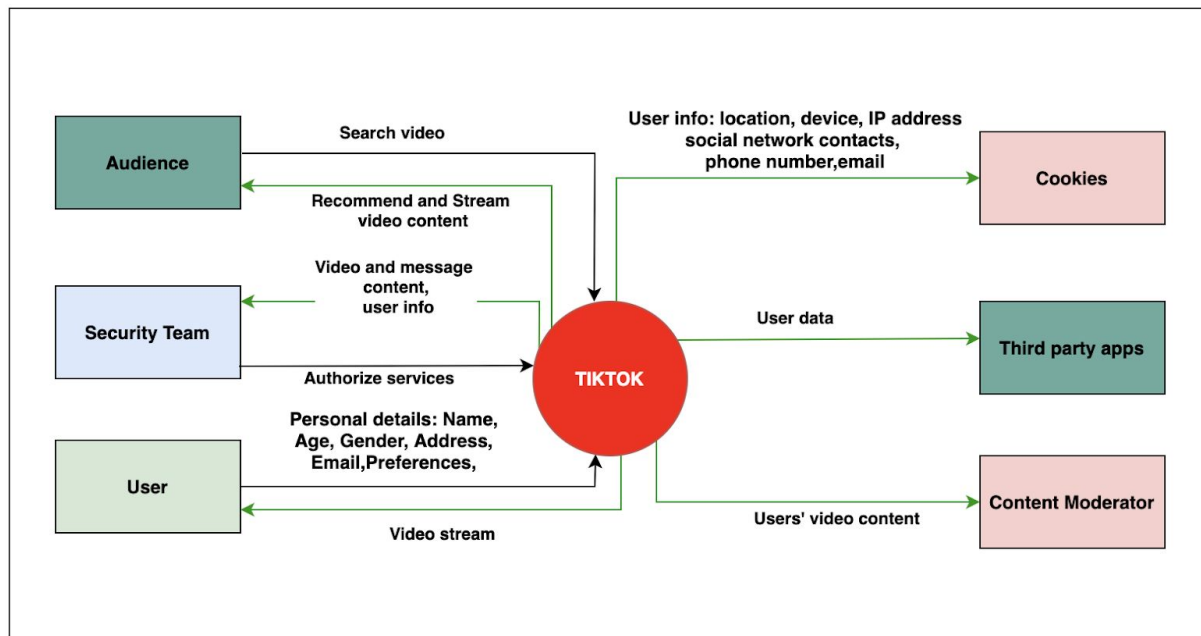 Audience
Search video
Recommend and Stream
video content
Video and message
content,
user info
Security Team
Authorize services
Personal details: Name,
Age, Gender, Address,
Email,Preferences,
User
Video stream
TIKTOK
User info: location, device, IP address
social network contacts,
phone number,email
Cookies
User data
Third party apps
Users' video content
Content Moderator